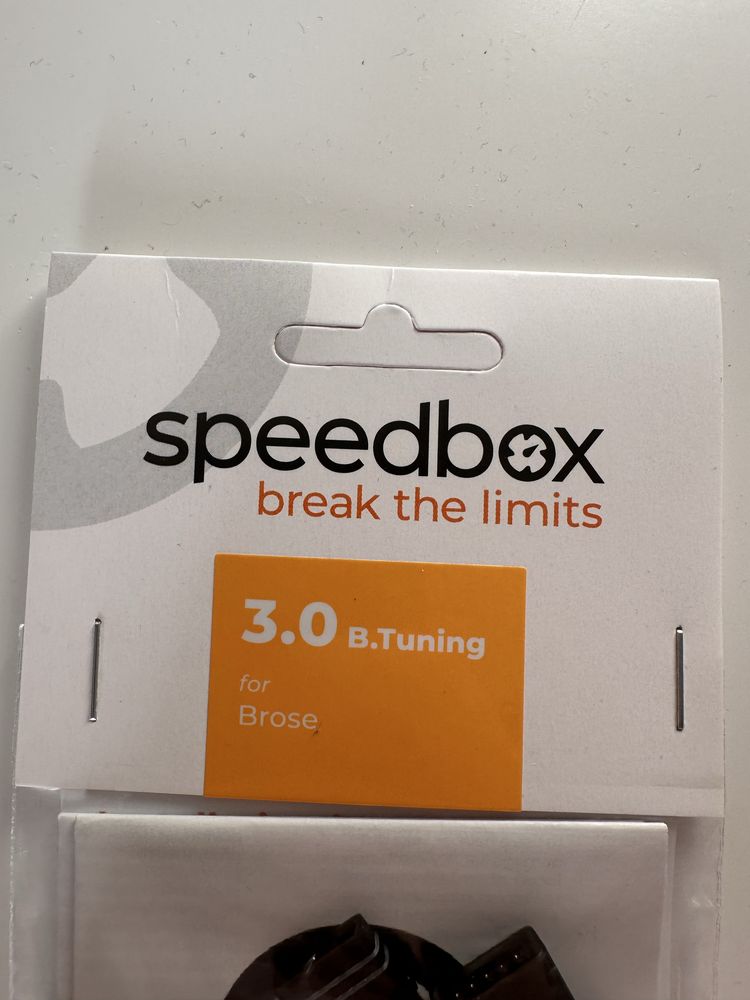 speedbox
break the limits
3.0 B.Tuning
for
Brose